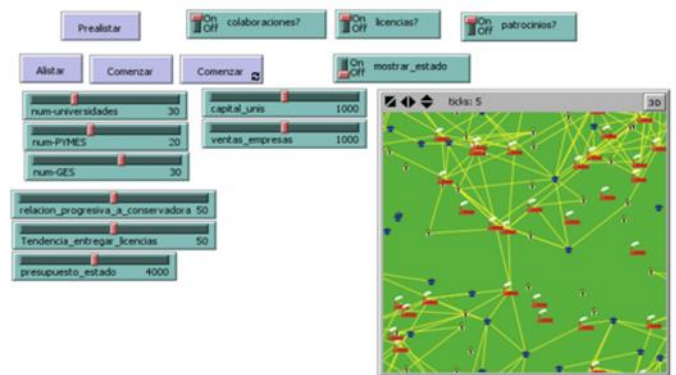 Prealistar
On
Off
colaboraciones?
On
Off
licencias?
On
Off
patrocinios?
Alistar
Comenzar
Comenzar
On
Off
mostrar_estado
num-universidades 30
capital_unis 1000
num-PYMES 20
ventas_empresas 1000
num-GES 30
relacion_progresiva_a_conservadora 50
Tendencia_entregar_licencias 50
presupuesto_estado 4000
ticks: 5
3D